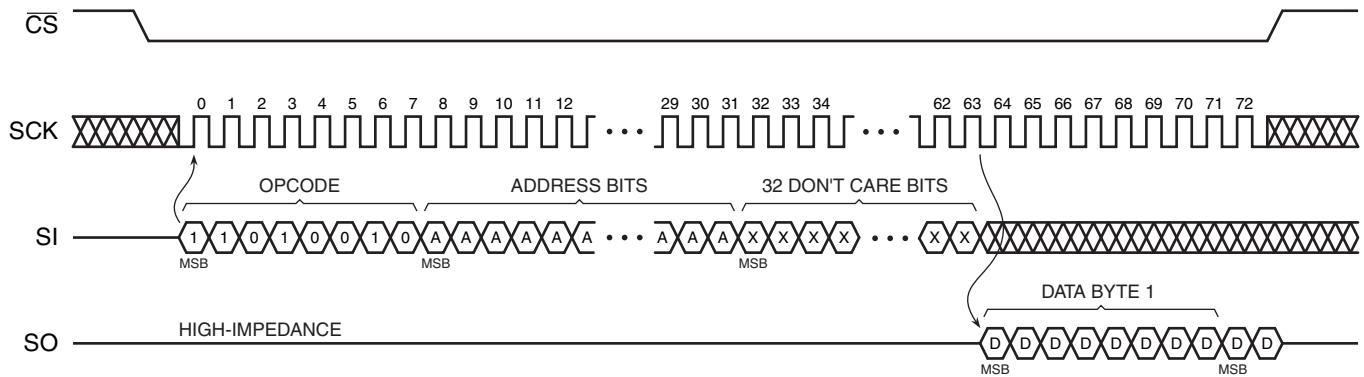 CS
0 1 2 3 4 5 6 7 8 9 10 11 12 29 30 31 32 33 34 62 63 64 65 66 67 68 69 70 71 72
SCK • • • • • •
OPCODE ADDRESS BITS 32 DON'T CARE BITS
SI 1 1 0 1 0 0 1 0 A A A A A A • • • A A A X X X X • • • X X
MSB MSB MSB
DATA BYTE 1
HIGH-IMPEDANCE
SO D D D D D D D D D D
MSB MSB